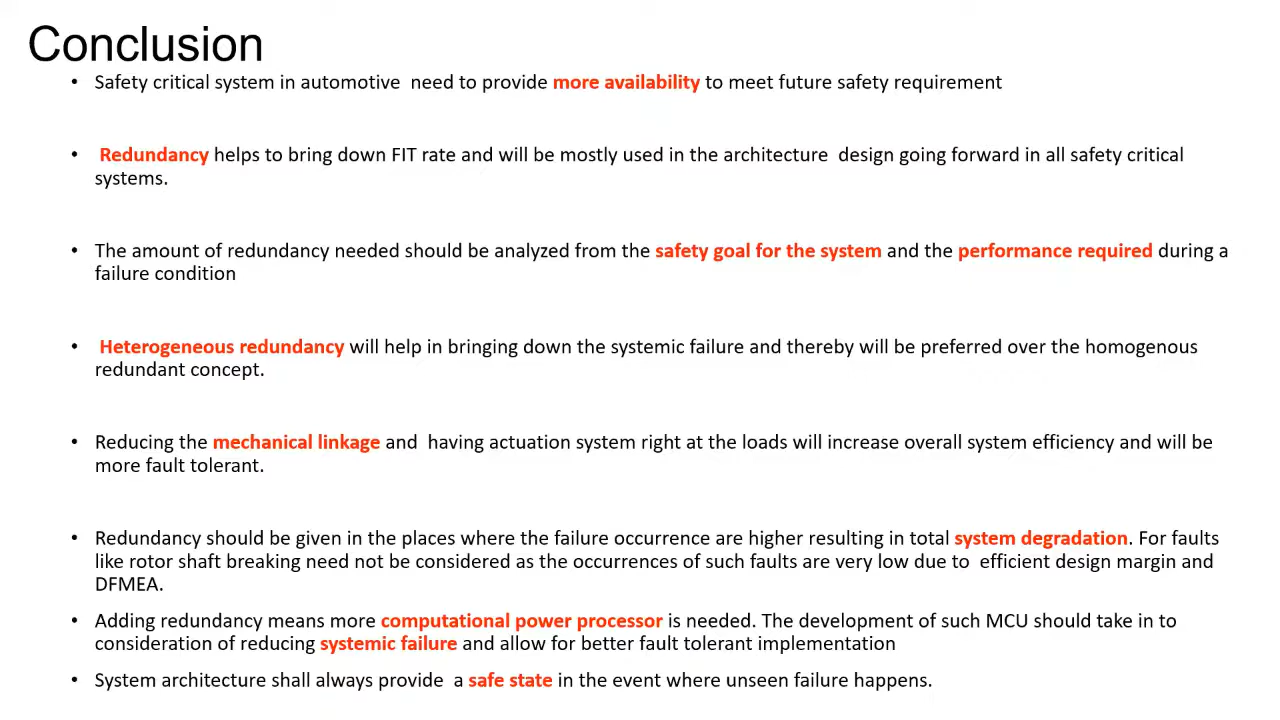 Conclusion
• Safety critical system in automotive  need to provide more availability to meet future safety requirement
•  Redundancy helps to bring down FIT rate and will be mostly used in the architecture  design going forward in all safety critical
systems.
• The amount of redundancy needed should be analyzed from the safety goal for the system and the performance required during a
failure condition
•  Heterogeneous redundancy will help in bringing down the systemic failure and thereby will be preferred over the homogenous
redundant concept.
• Reducing the mechanical linkage and  having actuation system right at the loads will increase overall system efficiency and will be
more fault tolerant.
• Redundancy should be given in the places where the failure occurrence are higher resulting in total system degradation. For faults
like rotor shaft breaking need not be considered as the occurrences of such faults are very low due to  efficient design margin and
DFMEA.
• Adding redundancy means more computational power processor is needed. The development of such MCU should take in to
consideration of reducing systemic failure and allow for better fault tolerant implementation
• System architecture shall always provide  a safe state in the event where unseen failure happens.